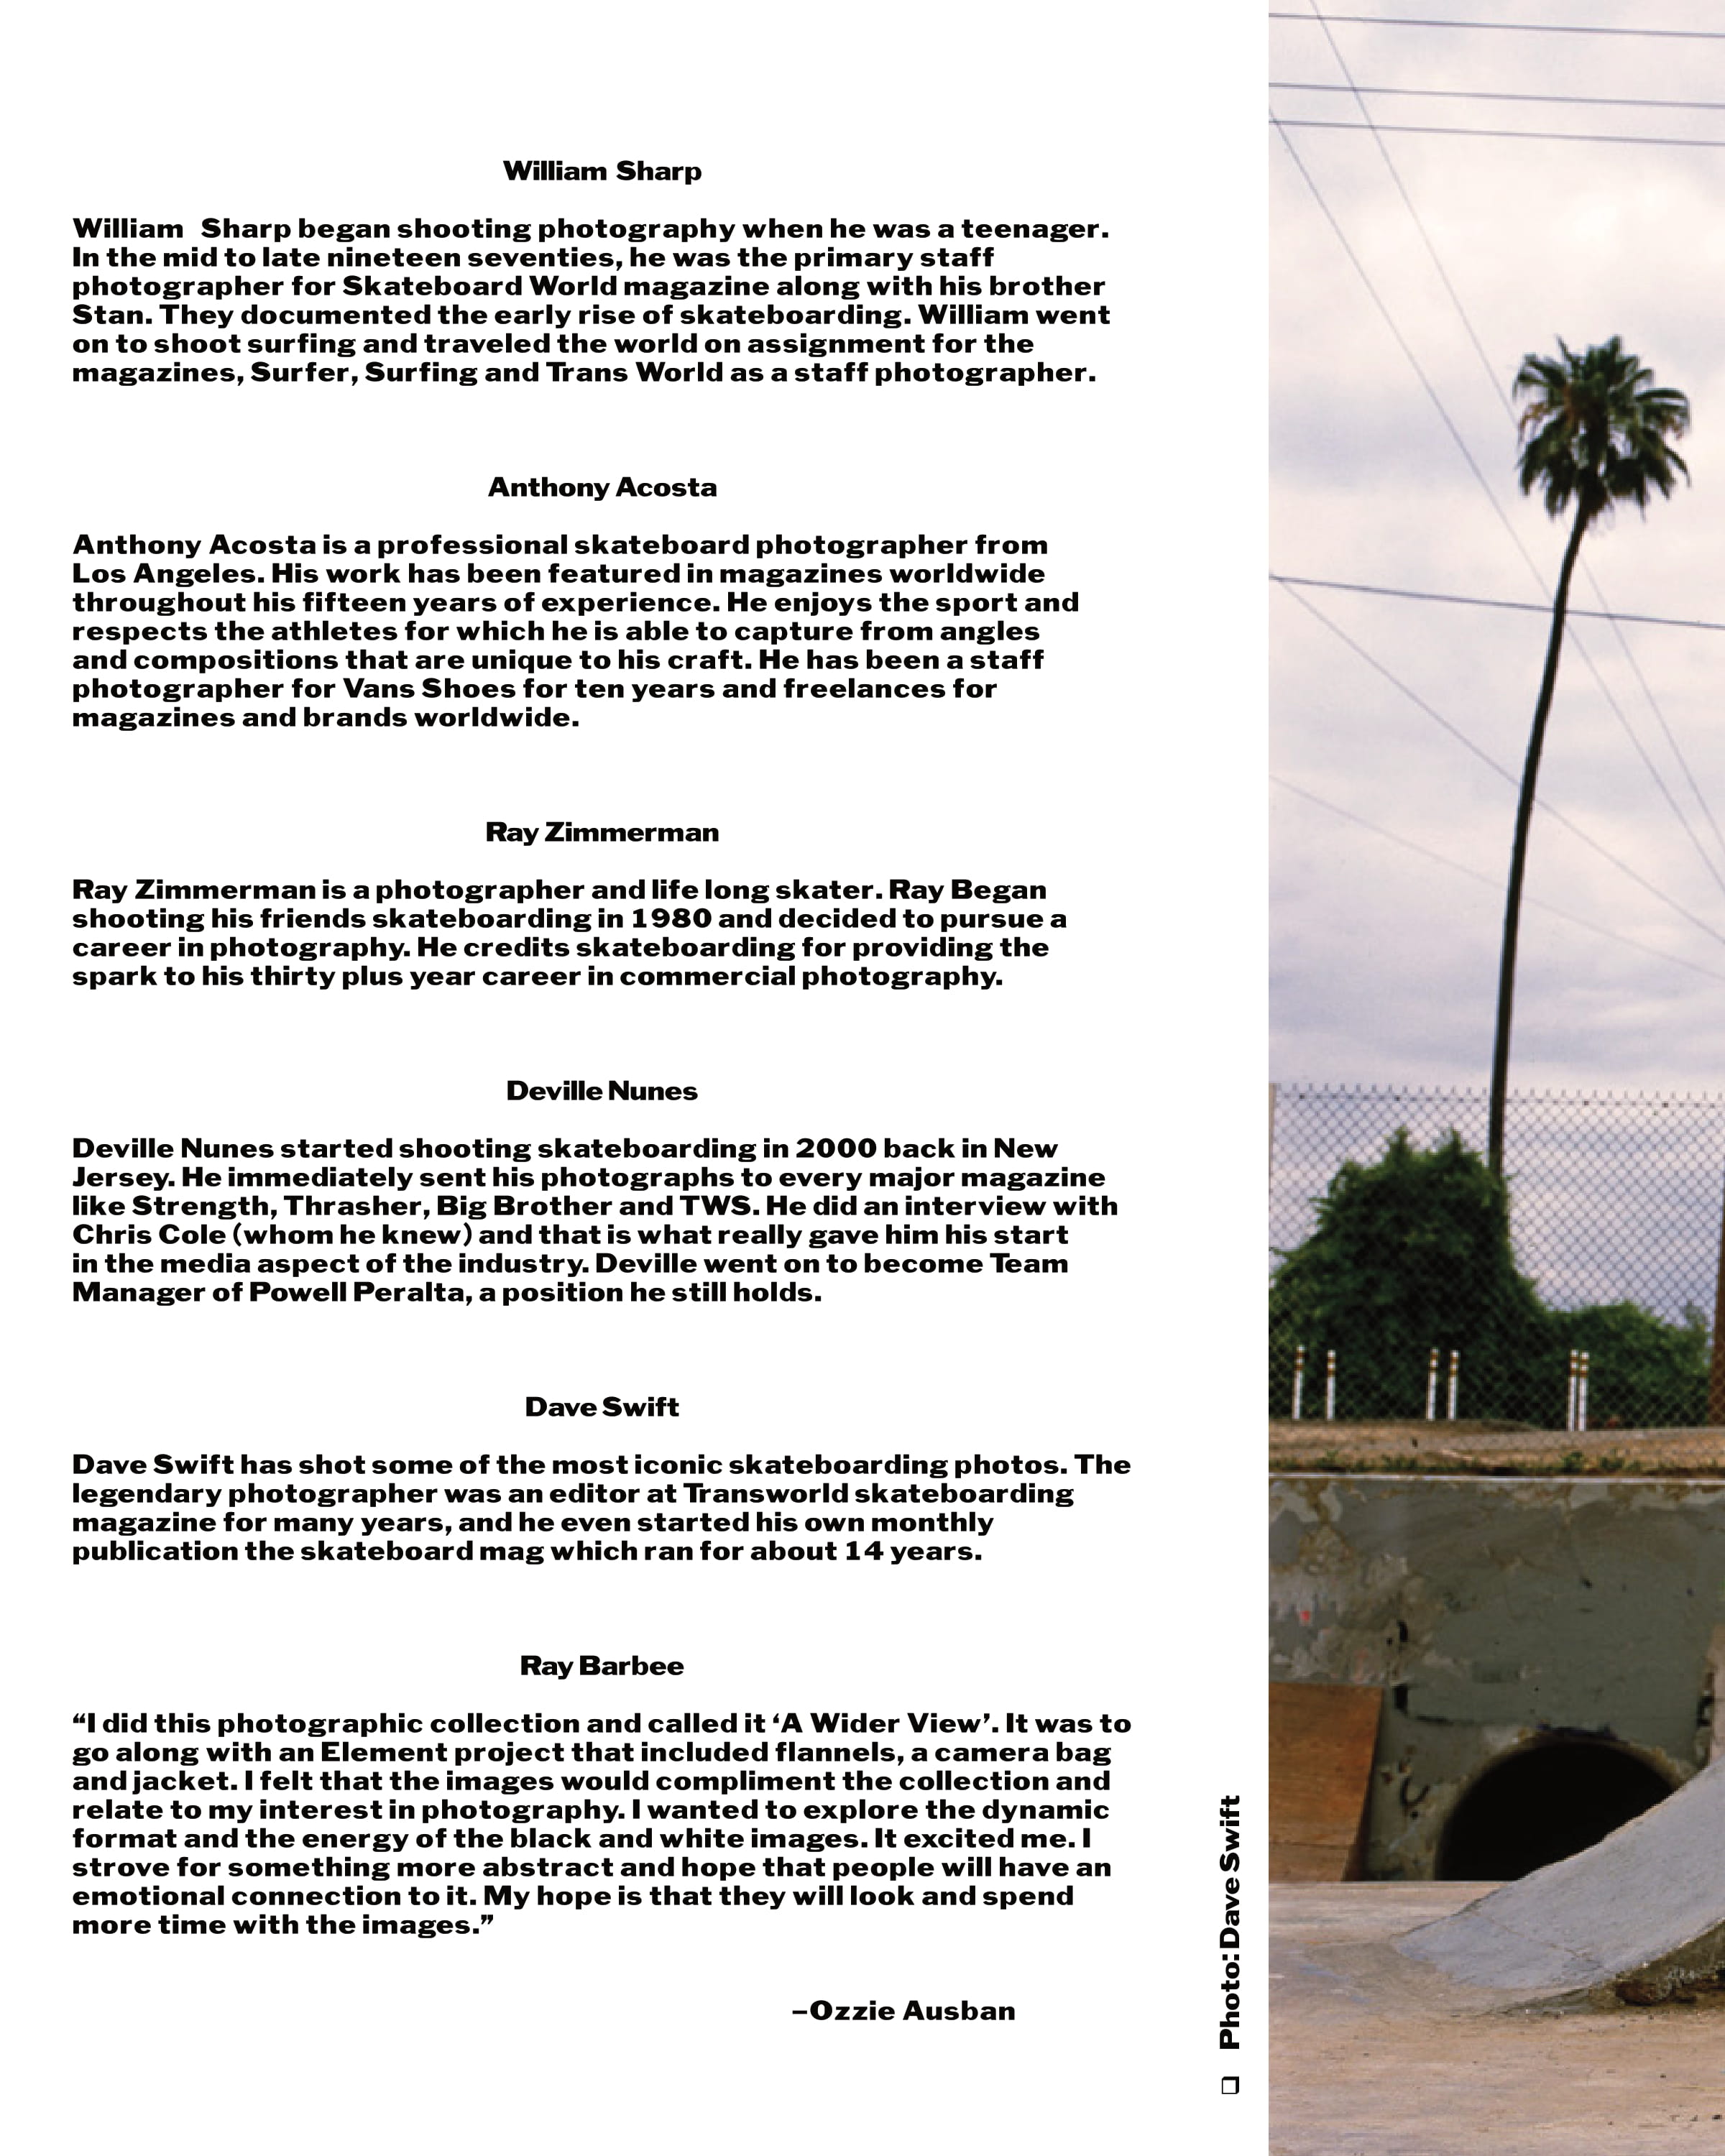 William Sharp
William Sharp began shooting photography when he was a teenager.
In the mid to late nineteen seventies, he was the primary staff
photographer for Skateboard World magazine along with his brother
Stan. They documented the early rise of skateboarding. William went
on to shoot surfing and traveled the world on assignment for the
magazines, Surfer, Surfing and Trans World as a staff photographer.
Anthony Acosta
Anthony Acosta is a professional skateboard photographer from
Los Angeles. His work has been featured in magazines worldwide
throughout his fifteen years of experience. He enjoys the sport and
respects the athletes for which he is able to capture from angles
and compositions that are unique to his craft. He has been a staff
photographer for Vans Shoes for ten years and freelances for
magazines and brands worldwide.
Ray Zimmerman
Ray Zimmerman is a photographer and life long skater. Ray Began
shooting his friends skateboarding in 1980 and decided to pursue a
career in photography. He credits skateboarding for providing the
spark to his thirty plus year career in commercial photography.
Deville Nunes
Deville Nunes started shooting skateboarding in 2000 back in New
Jersey. He immediately sent his photographs to every major magazine
like Strength, Thrasher, Big Brother and TWS. He did an interview with
Chris Cole (whom he knew) and that is what really gave him his start
in the media aspect of the industry. Deville went on to become Team
Manager of Powell Peralta, a position he still holds.
Dave Swift
Dave Swift has shot some of the most iconic skateboarding photos. The
legendary photographer was an editor at Transworld skateboarding
magazine for many years, and he even started his own monthly
publication the skateboard mag which ran for about 14 years.
Ray Barbee
“I did this photographic collection and called it ‘A Wider View’. It was to
go along with an Element project that included flannels, a camera bag
and jacket. I felt that the images would compliment the collection and
relate to my interest in photography. I wanted to explore the dynamic
format and the energy of the black and white images. It excited me. I
strove for something more abstract and hope that people will have an
emotional connection to it. My hope is that they will look and spend
more time with the images.”
–Ozzie Ausban
❒ Photo: Dave Swift